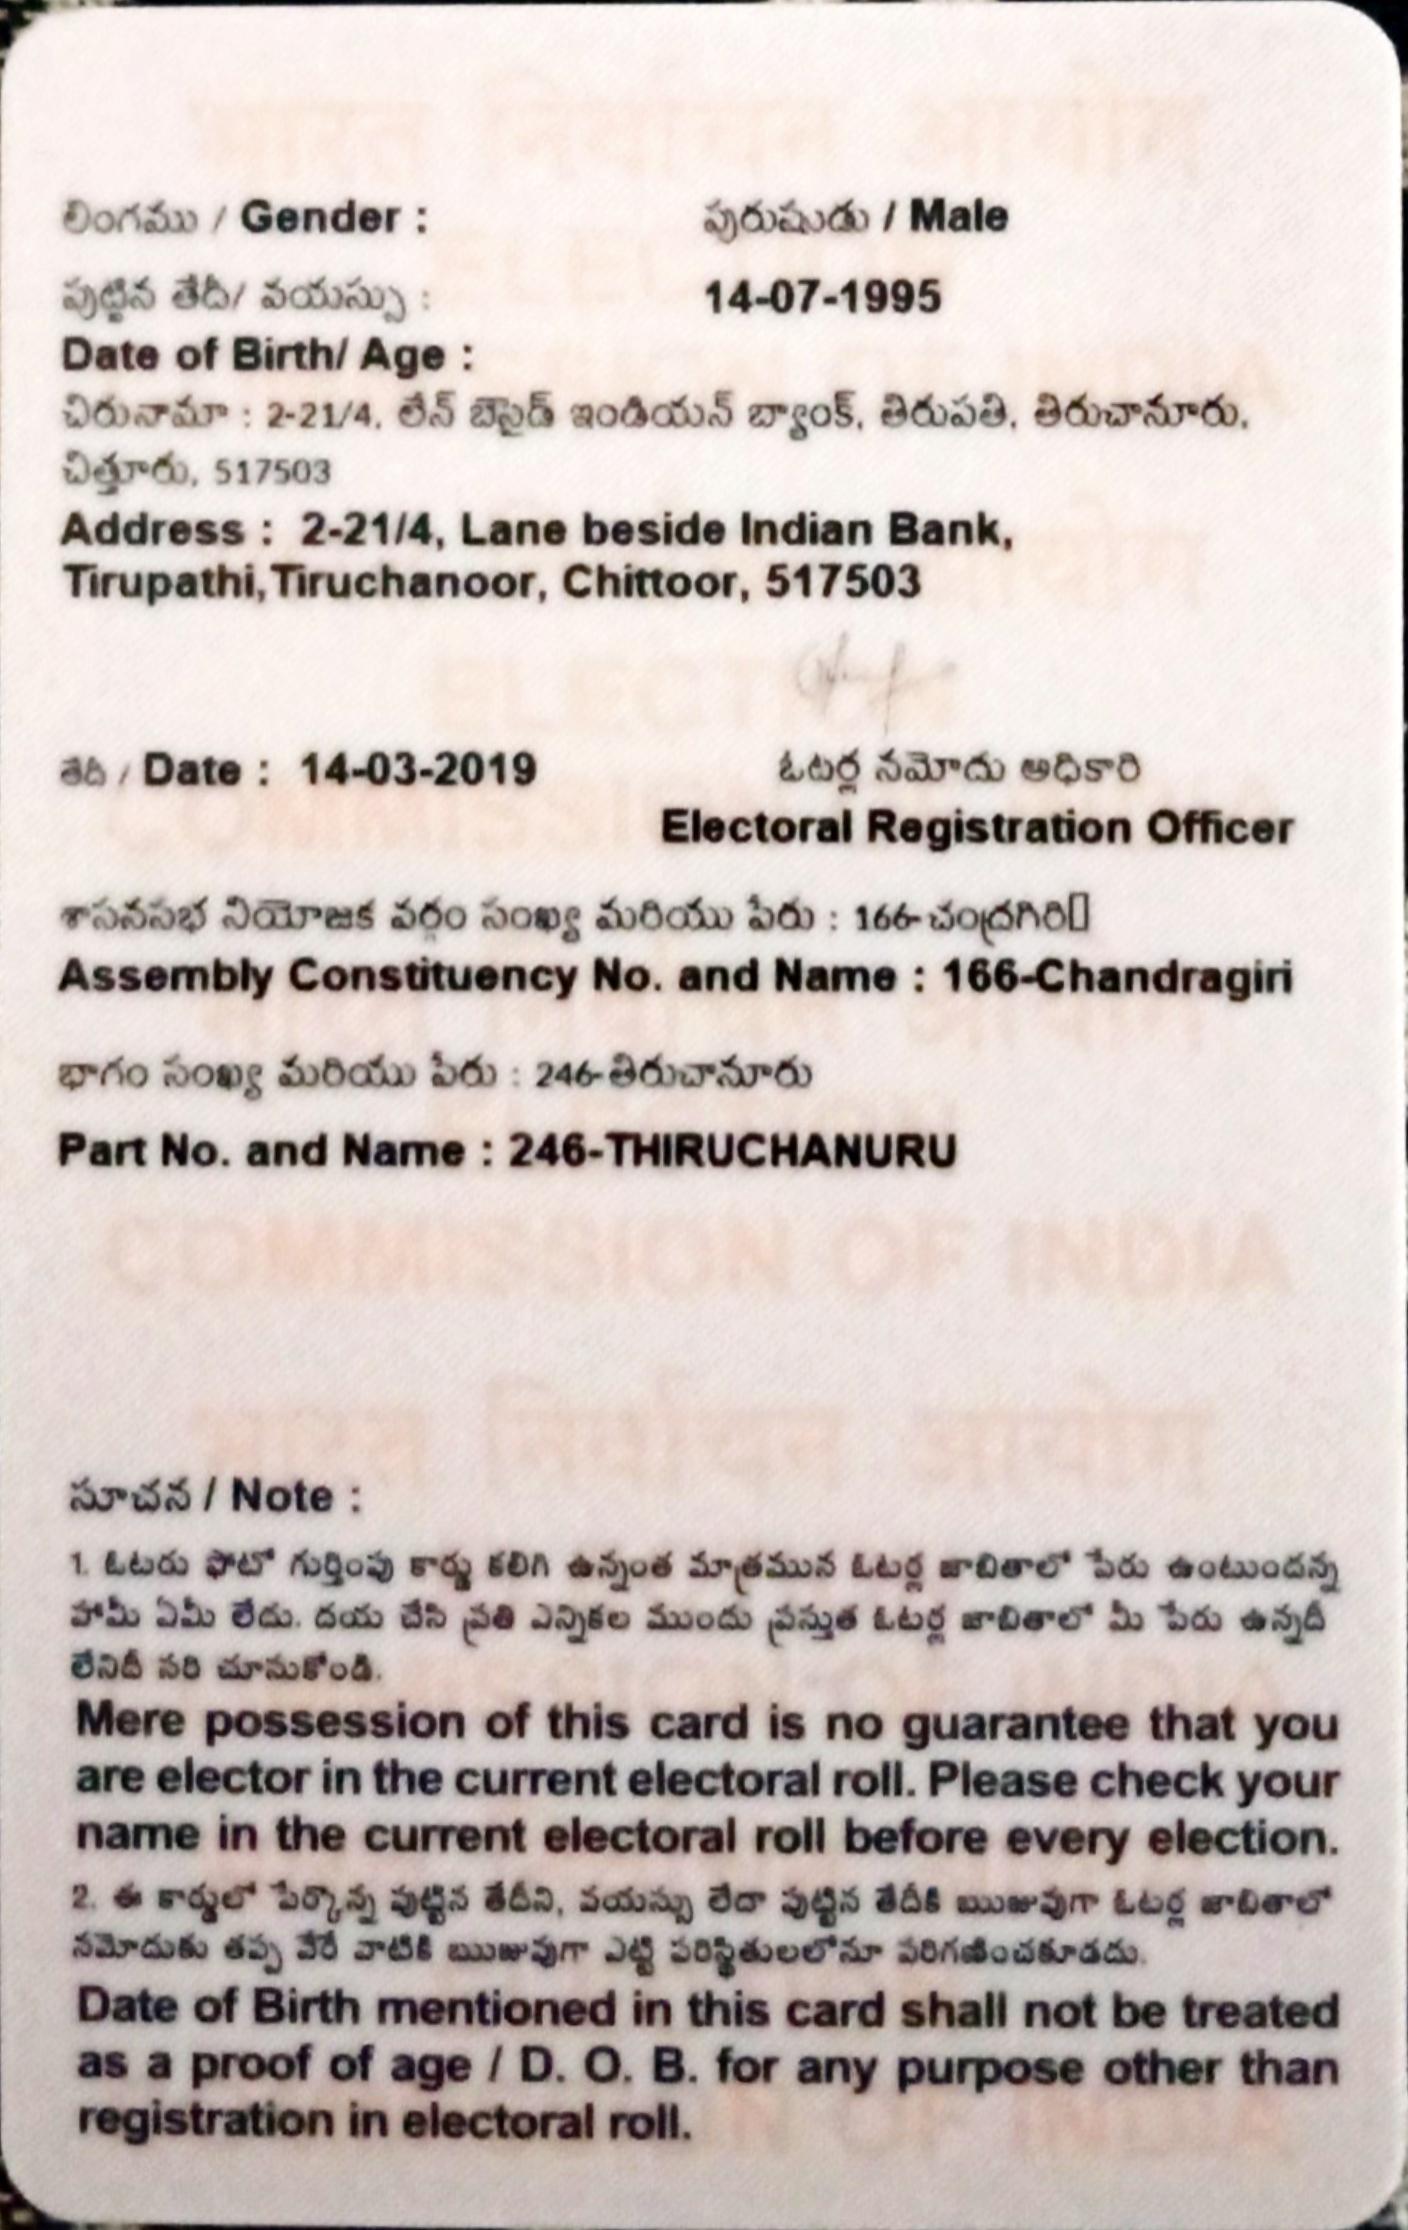 లింగము / Gender : పురుషుడు / Male
పుట్టిన తేదీ/ వయస్సు : 14-07-1995
Date of Birth/ Age :
చిరునామా : 2-21/4, లేన్ బెసైడ్ ఇండియన్ బ్యాంక్, తిరుపతి, తిరుచానూరు,
చిత్తూరు, 517503
Address : 2-21/4, Lane beside Indian Bank,
Tirupathi,Tiruchanoor, Chittoor, 517503
తేదీ / Date : 14-03-2019 ఓటర్ల నమోదు అధికారి
Electoral Registration Officer
శాసనసభ నియోజక వర్గం సంఖ్య మరియు పేరు : 166-చంద్రగిరి
Assembly Constituency No. and Name : 166-Chandragiri
భాగం సంఖ్య మరియు పేరు : 246-తిరుచానూరు
Part No. and Name : 246-THIRUCHANURU
COMMISSION OF INDIA
సూచన / Note :
1. ఓటరు ఫొటో గుర్తింపు కార్డు కలిగి ఉన్నంత మాత్రమున ఓటర్ల జాబితాలో పేరు ఉంటుందన్న
హామీ ఏమీ లేదు. దయ చేసి ప్రతి ఎన్నికల ముందు ప్రస్తుత ఓటర్ల జాబితాలో మీ పేరు ఉన్నదీ
లేనిదీ సరి చూసుకోండి.
Mere possession of this card is no guarantee that you
are elector in the current electoral roll. Please check your
name in the current electoral roll before every election.
2. ఈ కార్డులో పేర్కొన్న పుట్టిన తేదీని, వయస్సు లేదా పుట్టిన తేదీకి ఋజువుగా ఓటర్ల జాబితాలో
నమోదుకు తప్ప వేరే వాటికి ఋజువుగా ఎట్టి పరిస్థితులలోనూ పరిగణించకూడదు.
Date of Birth mentioned in this card shall not be treated
as a proof of age / D. O. B. for any purpose other than
registration in electoral roll.